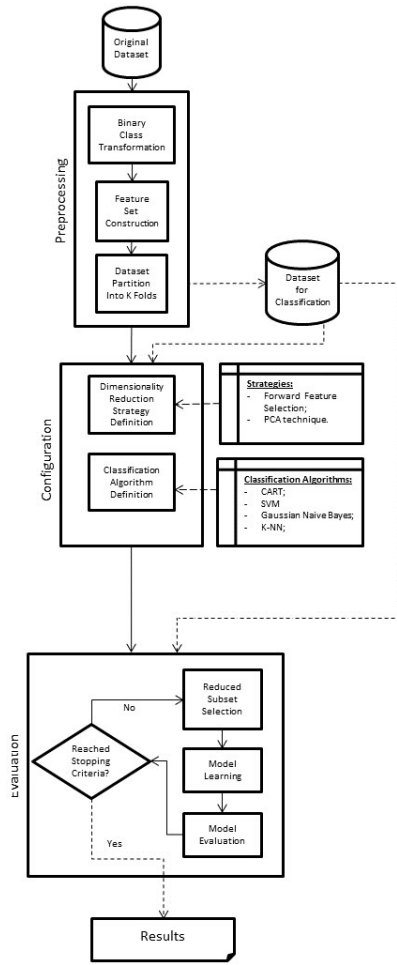 Original
Dataset
Preprocessing
Binary
Class
Transformation
Feature
Set
Construction
Dataset
Partition
Into K Folds
Dataset
for
Classification
Configuration
Dimensionality
Reduction
Strategy
Definition
Strategies:
- Forward Feature
Selection;
- PCA technique.
Classification
Algorithm
Definition
Classification Algorithms:
- CART;
- SVM
- Gaussian Naive Bayes;
- K-NN;
Evaluation
No
Reduced
Subset
Selection
Reached
Stopping
Criteria?
Model
Learning
Model
Evaluation
Yes
Results